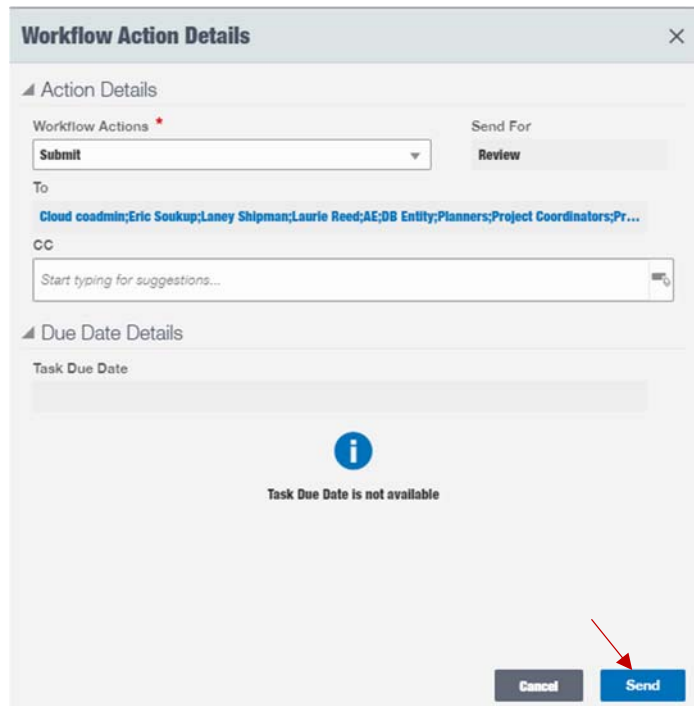 Workflow Action Details
Action Details
Workflow Actions *
Send For
Submit
Review
To
Cloud coadmin;Eric Soukup;Laney Shipman;Laurie Reed;AE;DB Entity;Planners;Project Coordinators;Pr...
CC
Start typing for suggestions...
Due Date Details
Task Due Date
Task Due Date is not available
Cancel
Send